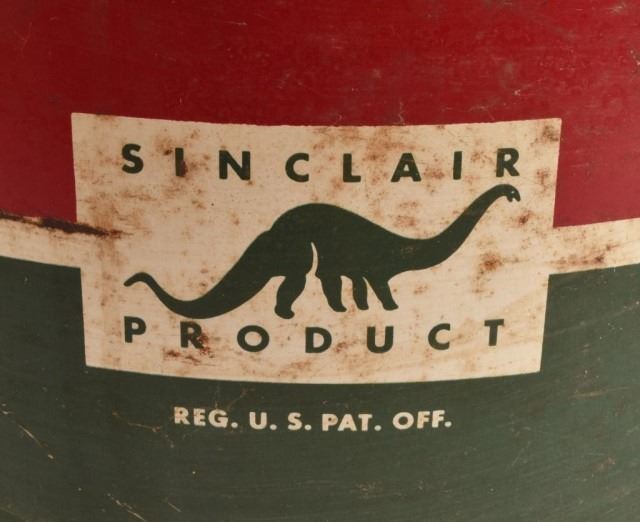 SINCLAIR
PRODUCT
REG. U. S. PAT. OFF.